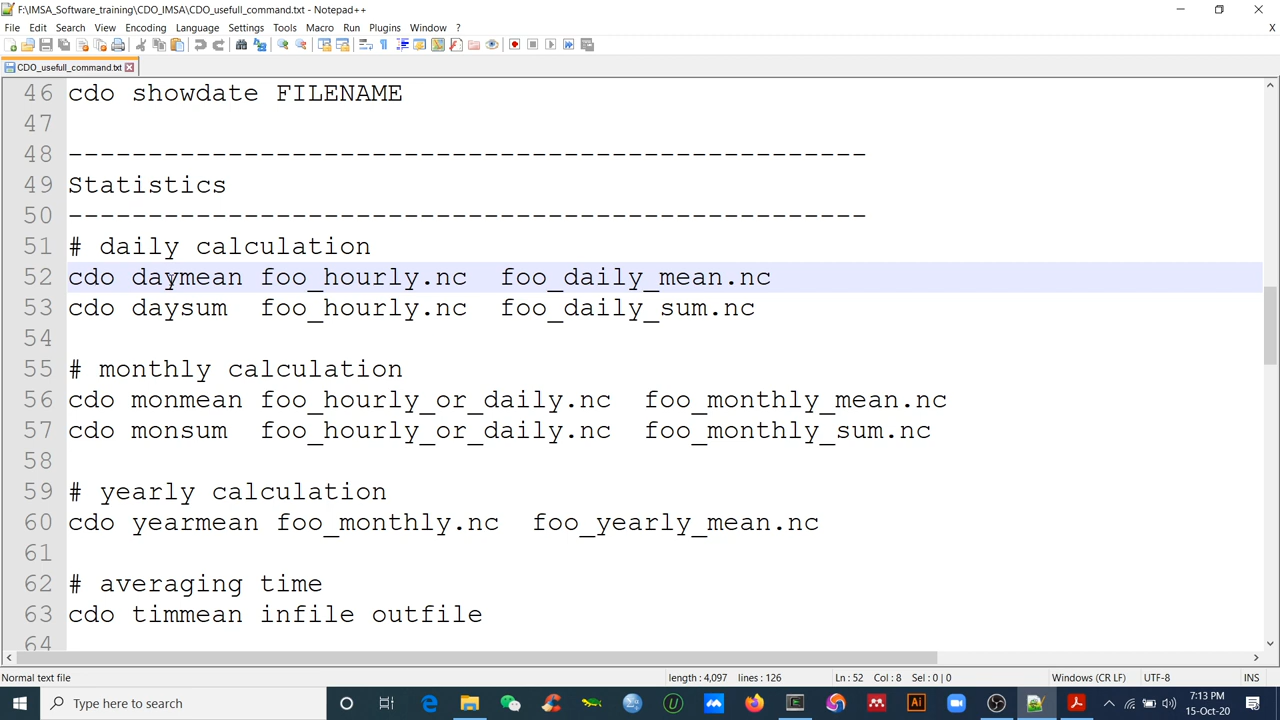 F:\IMSA_Software_training\CDO_IMSA\CDO_usefull_command.txt - Notepad++
File Edit Search View Encoding Language Settings Tools Macro Run Plugins Window ? X
CDO_usefull_command.txt
46 cdo showdate FILENAME
47
48 --------------------------------------------------
49 Statistics
50 --------------------------------------------------
51 # daily calculation
52 cdo daymean foo_hourly.nc  foo_daily_mean.nc
53 cdo daysum  foo_hourly.nc  foo_daily_sum.nc
54
55 # monthly calculation
56 cdo monmean foo_hourly_or_daily.nc  foo_monthly_mean.nc
57 cdo monsum  foo_hourly_or_daily.nc  foo_monthly_sum.nc
58
59 # yearly calculation
60 cdo yearmean foo_monthly.nc  foo_yearly_mean.nc
61
62 # averaging time
63 cdo timmean infile outfile
64
Normal text file length : 4,097 lines : 126 Ln : 52 Col : 8 Sel : 0 | 0 Windows (CR LF) UTF-8 INS
Type here to search
Ai
7:13 PM
15-Oct-20